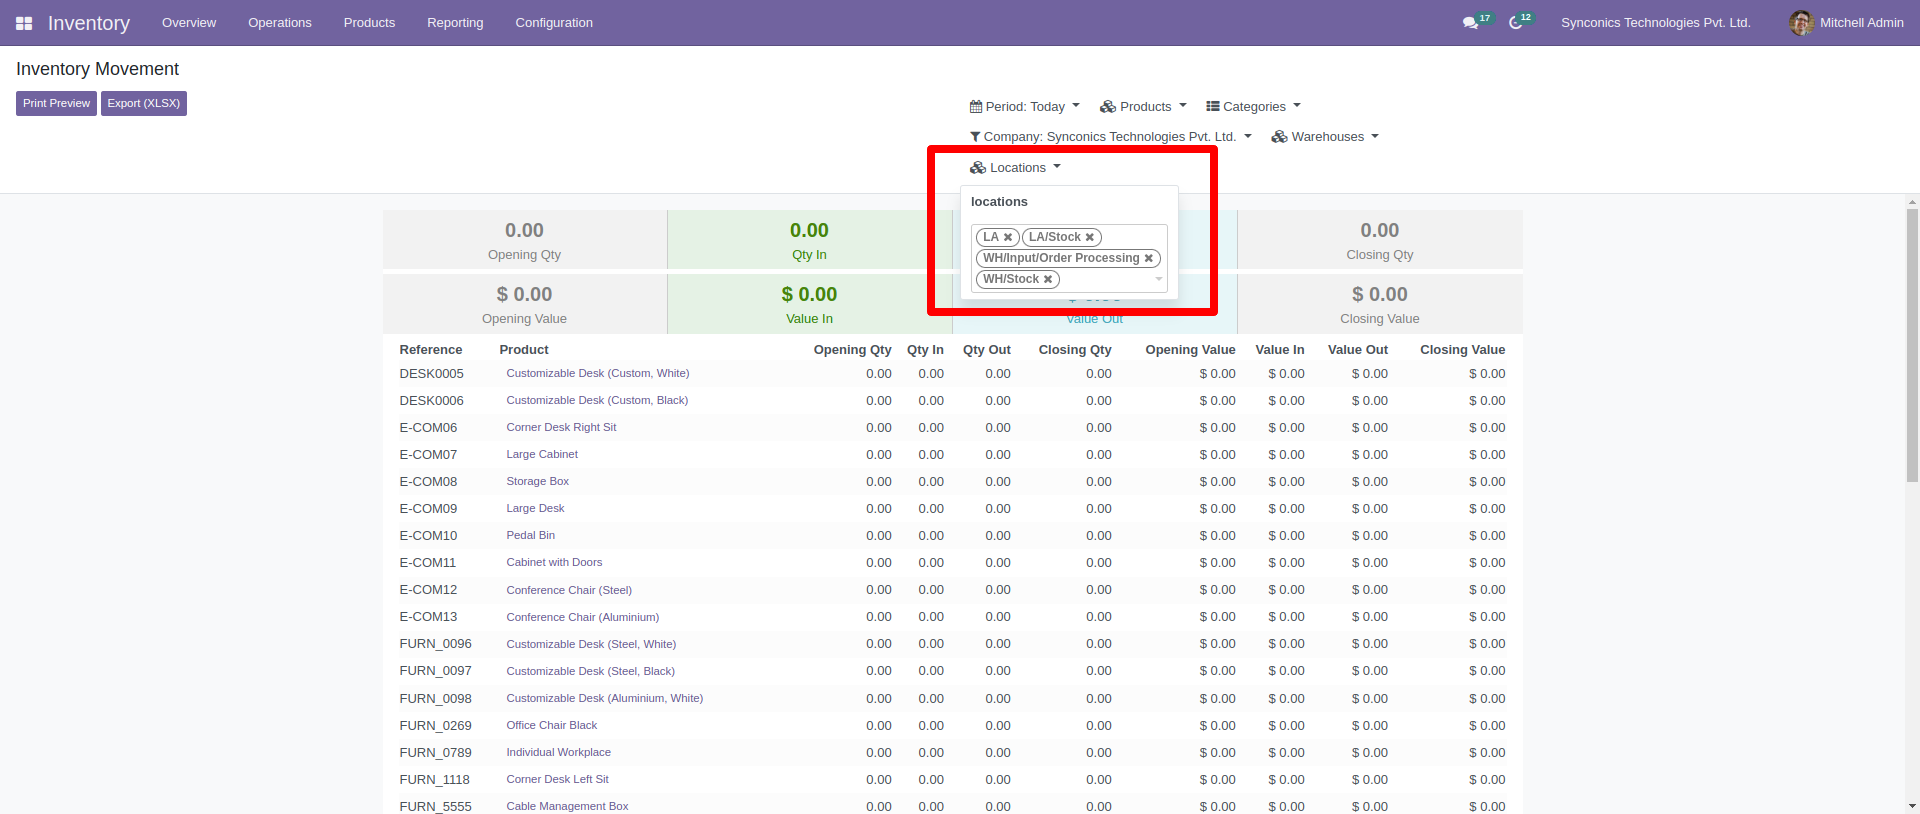 Inventory Overview Operations Products Reporting Configuration 17 12 Synconics Technologies Pvt. Ltd. Mitchell Admin
Inventory Movement
Print Preview Export (XLSX)
Period: Today Products Categories
Company: Synconics Technologies Pvt. Ltd. Warehouses
Locations
locations
LA LA/Stock
WH/Input/Order Processing
WH/Stock
0.00 0.00 0.00
Opening Qty Qty In Closing Qty
$ 0.00 $ 0.00 $ 0.00
Opening Value Value In Value Out Closing Value
Reference Product Opening Qty Qty In Qty Out Closing Qty Opening Value Value In Value Out Closing Value
DESK0005 Customizable Desk (Custom, White) 0.00 0.00 0.00 0.00 $ 0.00 $ 0.00 $ 0.00 $ 0.00
DESK0006 Customizable Desk (Custom, Black) 0.00 0.00 0.00 0.00 $ 0.00 $ 0.00 $ 0.00 $ 0.00
E-COM06 Corner Desk Right Sit 0.00 0.00 0.00 0.00 $ 0.00 $ 0.00 $ 0.00 $ 0.00
E-COM07 Large Cabinet 0.00 0.00 0.00 0.00 $ 0.00 $ 0.00 $ 0.00 $ 0.00
E-COM08 Storage Box 0.00 0.00 0.00 0.00 $ 0.00 $ 0.00 $ 0.00 $ 0.00
E-COM09 Large Desk 0.00 0.00 0.00 0.00 $ 0.00 $ 0.00 $ 0.00 $ 0.00
E-COM10 Pedal Bin 0.00 0.00 0.00 0.00 $ 0.00 $ 0.00 $ 0.00 $ 0.00
E-COM11 Cabinet with Doors 0.00 0.00 0.00 0.00 $ 0.00 $ 0.00 $ 0.00 $ 0.00
E-COM12 Conference Chair (Steel) 0.00 0.00 0.00 0.00 $ 0.00 $ 0.00 $ 0.00 $ 0.00
E-COM13 Conference Chair (Aluminium) 0.00 0.00 0.00 0.00 $ 0.00 $ 0.00 $ 0.00 $ 0.00
FURN_0096 Customizable Desk (Steel, White) 0.00 0.00 0.00 0.00 $ 0.00 $ 0.00 $ 0.00 $ 0.00
FURN_0097 Customizable Desk (Steel, Black) 0.00 0.00 0.00 0.00 $ 0.00 $ 0.00 $ 0.00 $ 0.00
FURN_0098 Customizable Desk (Aluminium, White) 0.00 0.00 0.00 0.00 $ 0.00 $ 0.00 $ 0.00 $ 0.00
FURN_0269 Office Chair Black 0.00 0.00 0.00 0.00 $ 0.00 $ 0.00 $ 0.00 $ 0.00
FURN_0789 Individual Workplace 0.00 0.00 0.00 0.00 $ 0.00 $ 0.00 $ 0.00 $ 0.00
FURN_1118 Corner Desk Left Sit 0.00 0.00 0.00 0.00 $ 0.00 $ 0.00 $ 0.00 $ 0.00
FURN_5555 Cable Management Box 0.00 0.00 0.00 0.00 $ 0.00 $ 0.00 $ 0.00 $ 0.00